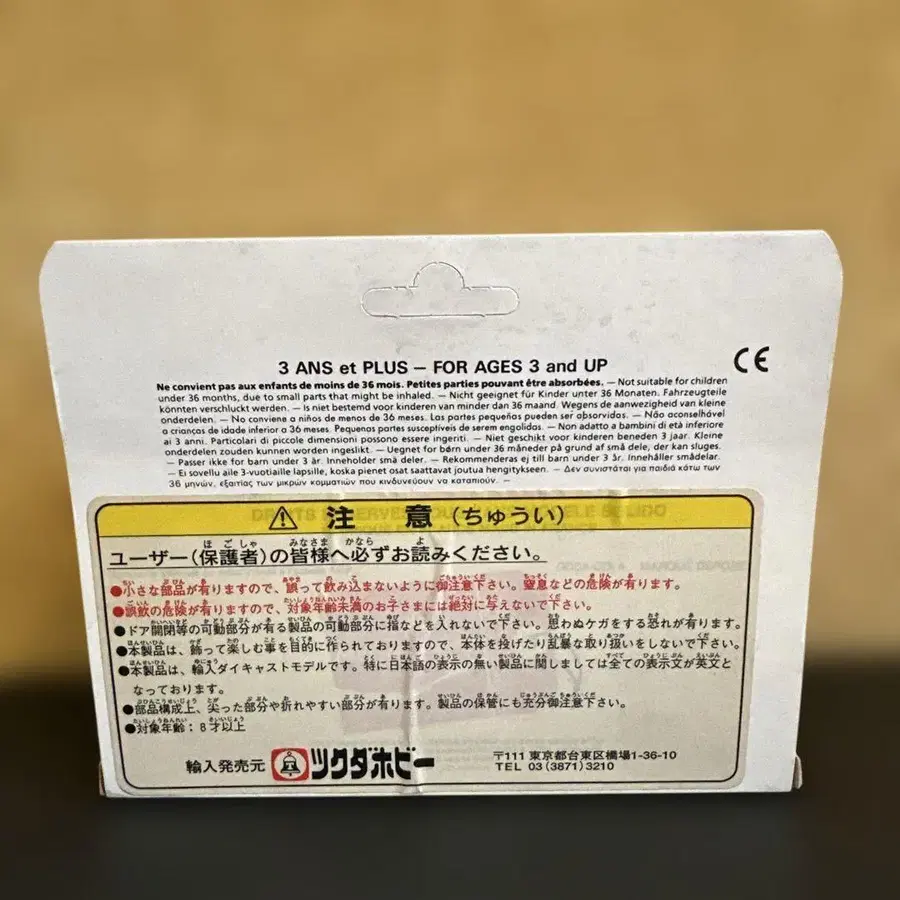 3 ANS et PLUS – FOR AGES 3 and UP
CE
Ne convient pas aux enfants de moins de 36 mois. Petites parties pouvant être absorbées. – Not suitable for children
under 36 months, due to small parts that might be inhaled. – Nicht geeignet für Kinder unter 36 Monaten. Fahrzeugteile
könnten verschluckt werden. – Is niet bestemd voor kinderen van minder dan 36 maand. Wegens de aanwezigheid van kleine
onderdelen. – No conviene a niños de menos de 36 meses. Las partes pequeñas pueden ser absorbidos. – Não aconselhável
a crianças de idade inferior a 36 meses. Pequenas partes susceptíveis de serem engolidas. – Non adatto a bambini di età inferiore
ai 3 anni. Particolari di piccole dimensioni possono essere ingeriti. – Niet geschikt voor kinderen beneden 3 jaar. Kleine
onderdelen zouden kunnen worden ingeslikt. – Uegnet for børn under 36 måneder på grund af små dele, der kan sluges.
– Passer ikke for barn under 3 år. Inneholder små deler. – Rekommenderas ej till barn under 3 år. Innehåller smådelar.
– Ei sovellu alle 3-vuotiaille lapsille, koska pienet osat saattavat joutua hengitykseen. – Δεν συνιστάται για παιδιά κάτω των
36 μηνών, εξαιτίας των μικρών κομματιών που κινδυνεύουν να καταπιούν. –
⚠ 注 意 (ちゅうい)
ユーザー(保護者)の皆様へ必ずお読みください。
●小さな部品が有りますので、誤って飲み込まないように御注意下さい。窒息などの危険が有ります。
●誤飲の危険が有りますので、対象年齢未満のお子さまには絶対に与えないで下さい。
●ドア開閉等の可動部分が有る製品の可動部分に指などを入れないで下さい。思わぬケガをする恐れが有ります。
●本製品は、飾って楽しむ事を目的に作られておりますので、本体を投げたり乱暴な取り扱いをしないで下さい。
●本製品は、輸入ダイキャストモデルです。特に日本語の表示の無い製品に関しましては全ての表示文が英文と
なっております。
●部品構成上、尖った部分や折れやすい部分が有ります。製品の保管にも充分御注意下さい。
●対象年齢:8才以上
輸入発売元 ツクダホビー
〒111 東京都台東区橋場1-36-10
TEL 03(3871)3210